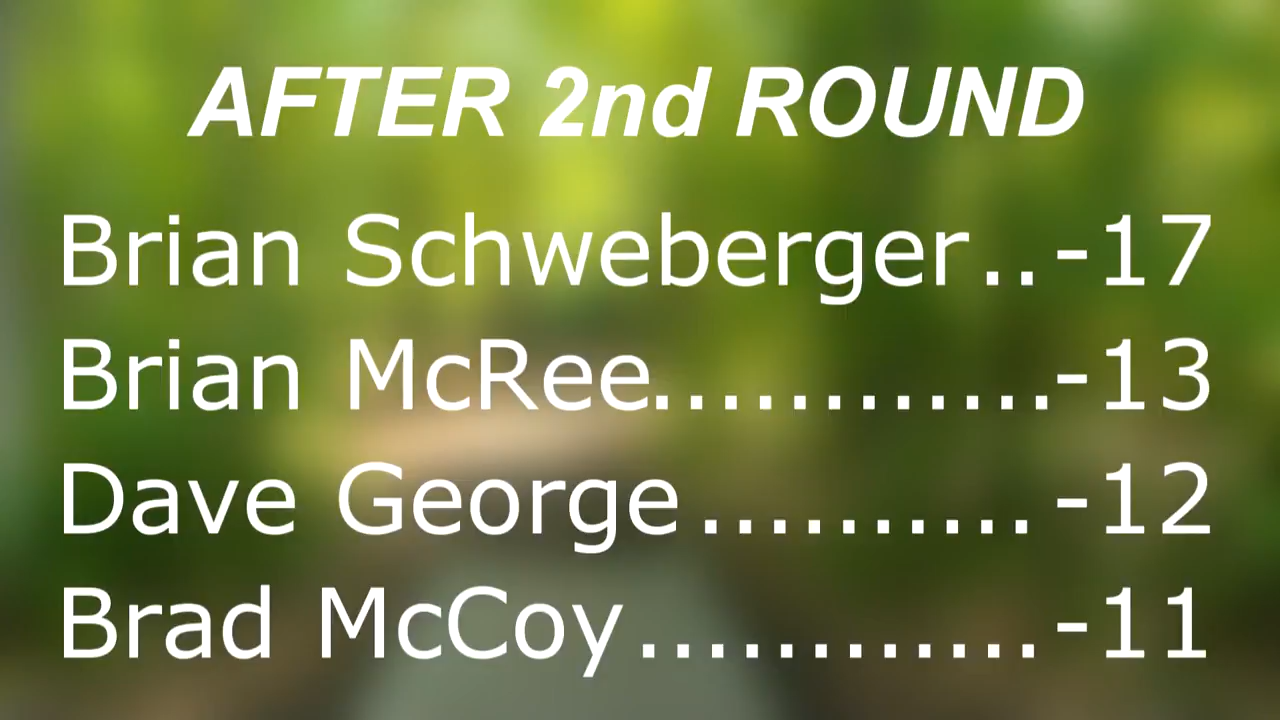 AFTER 2nd ROUND
Brian Schweberger..-17
Brian McRee............-13
Dave George..........-12
Brad McCoy............-11